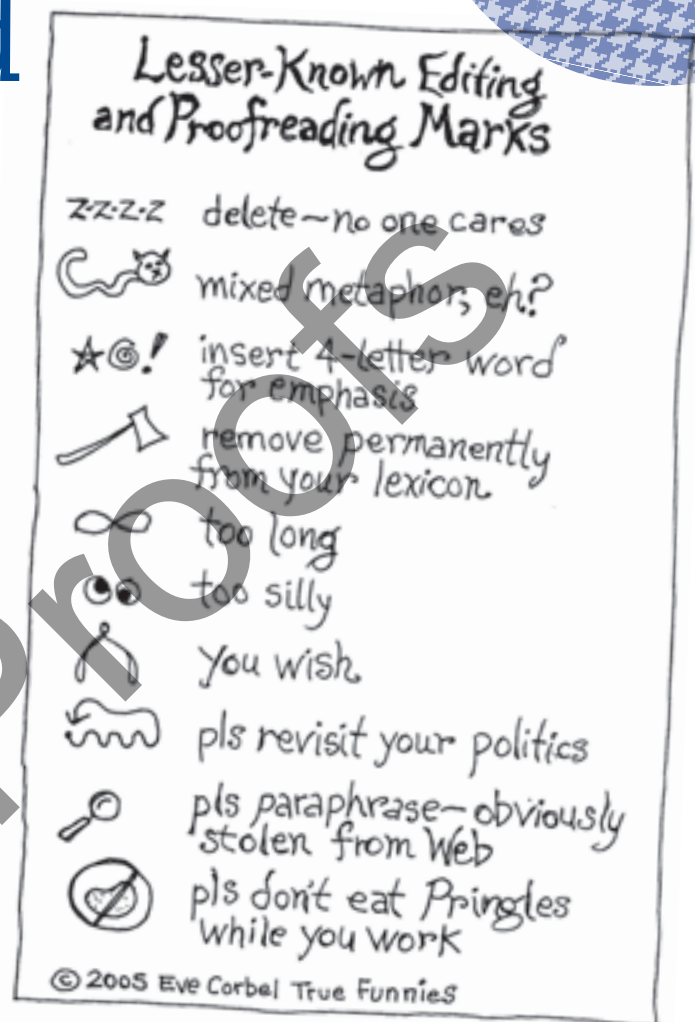 d
Lesser-Known Editing
and Proofreading Marks
Z-Z-Z-Z delete~no one cares
mixed metaphor, eh?
insert 4-letter word
for emphasis
remove permanently
from your lexicon
too long
too silly
you wish
pls revisit your politics
pls paraphrase~obviously
stolen from Web
pls don't eat Pringles
while you work
© 2005 Eve Corbel True Funnies
Proofs